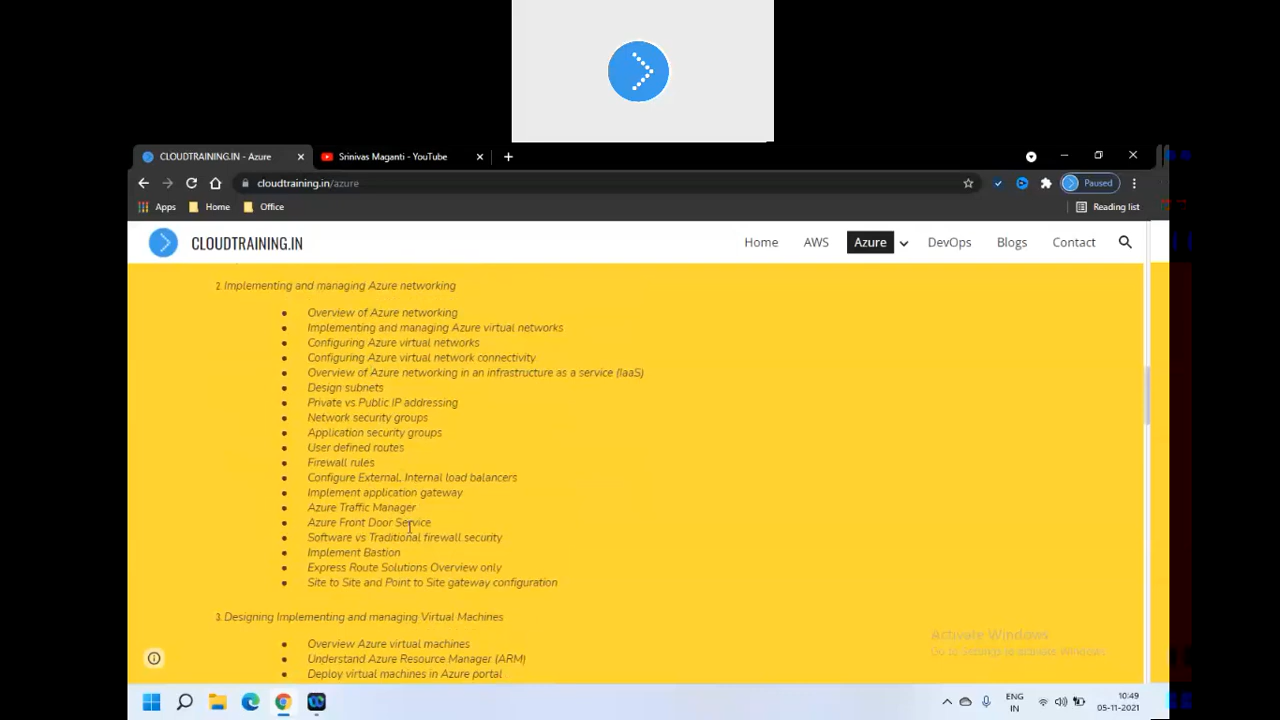 CLOUDTRAINING.IN - Azure
Srinivas Maganti - YouTube
cloudtraining.in/azure
Paused
Apps
Home
Office
Reading list
CLOUDTRAINING.IN
Home
AWS
Azure
DevOps
Blogs
Contact
2. Implementing and managing Azure networking
Overview of Azure networking
Implementing and managing Azure virtual networks
Configuring Azure virtual networks
Configuring Azure virtual network connectivity
Overview of Azure networking in an infrastructure as a service (IaaS)
Design subnets
Private vs Public IP addressing
Network security groups
Application security groups
User defined routes
Firewall rules
Configure External, Internal load balancers
Implement application gateway
Azure Traffic Manager
Azure Front Door Service
Software vs Traditional firewall security
Implement Bastion
Express Route Solutions Overview only
Site to Site and Point to Site gateway configuration
3. Designing Implementing and managing Virtual Machines
Overview Azure virtual machines
Understand Azure Resource Manager (ARM)
Deploy virtual machines in Azure portal
Activate Windows
Go to Settings to activate Windows.
ENG
IN
10:49
05-11-2021